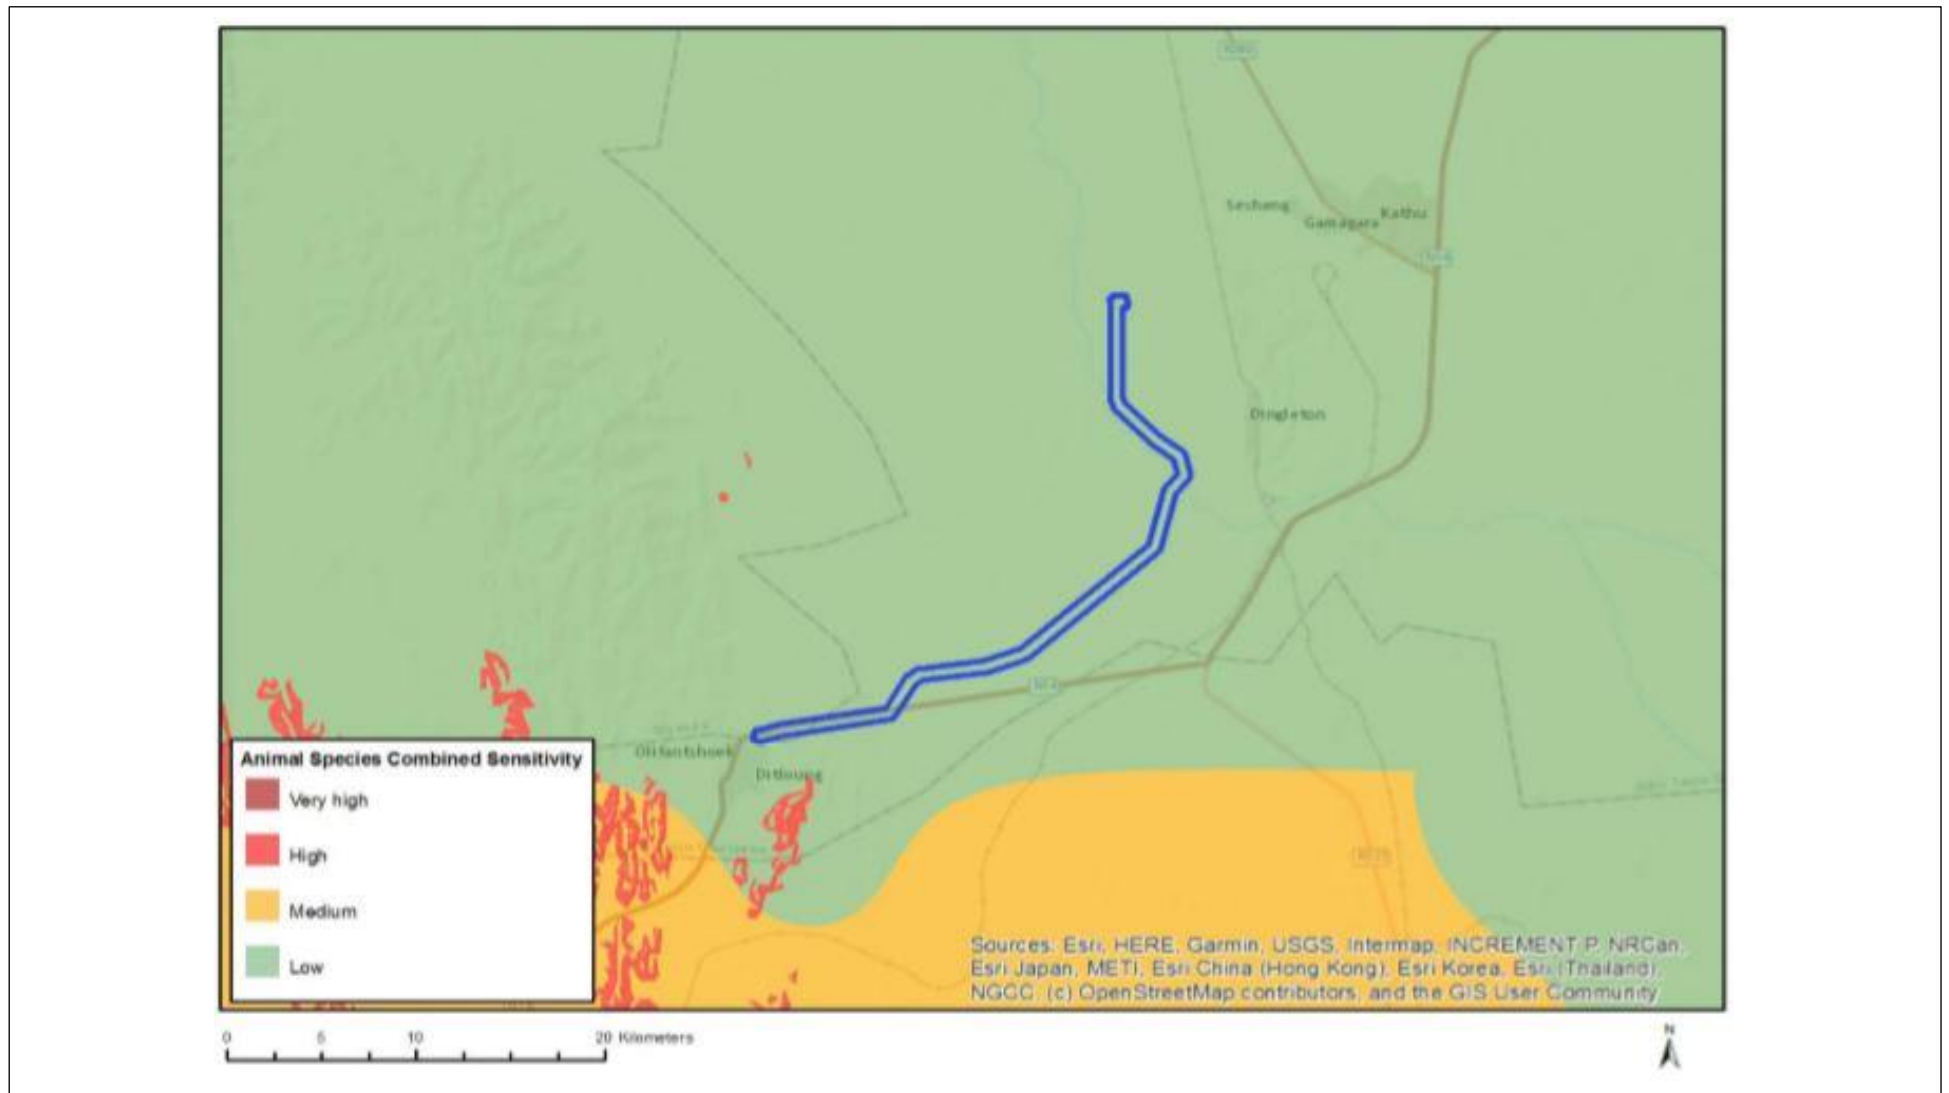 Seshang
Gamagara
Kathu
Dingleton
N14
Olifantshoek
Ditloung
Animal Species Combined Sensitivity
Very high
High
Medium
Low
Sources: Esri, HERE, Garmin, USGS, Intermap, INCREMENT P, NRCan,
Esri Japan, METI, Esri China (Hong Kong), Esri Korea, Esri (Thailand),
NGCC, (c) OpenStreetMap contributors, and the GIS User Community
0 5 10 20 Kilometers
N